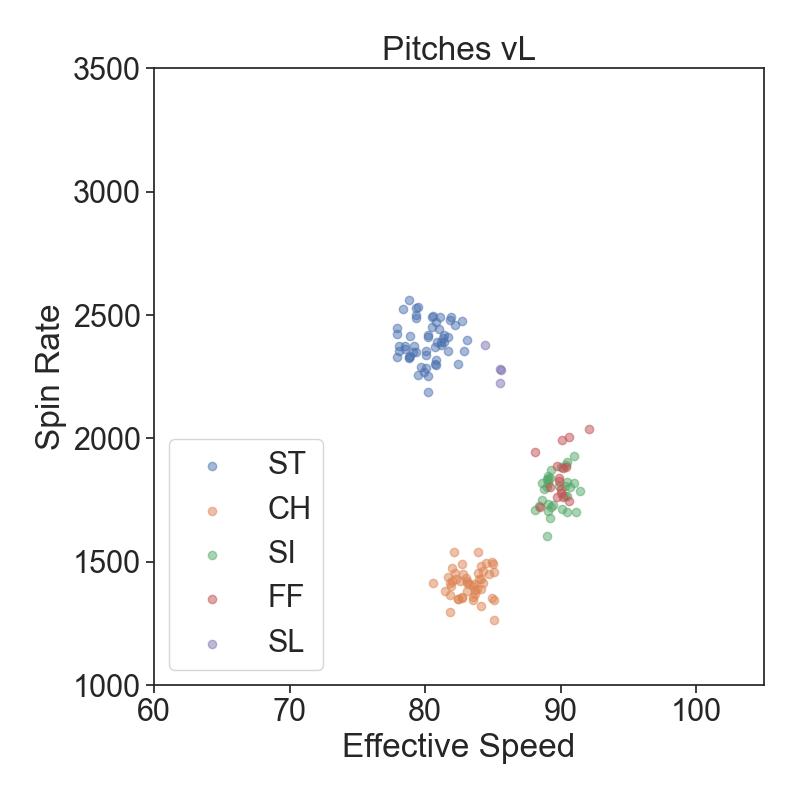 Pitches vL
3500
3000
2500
2000
1500
1000
Spin Rate
ST
CH
SI
FF
SL
60 70 80 90 100
Effective Speed